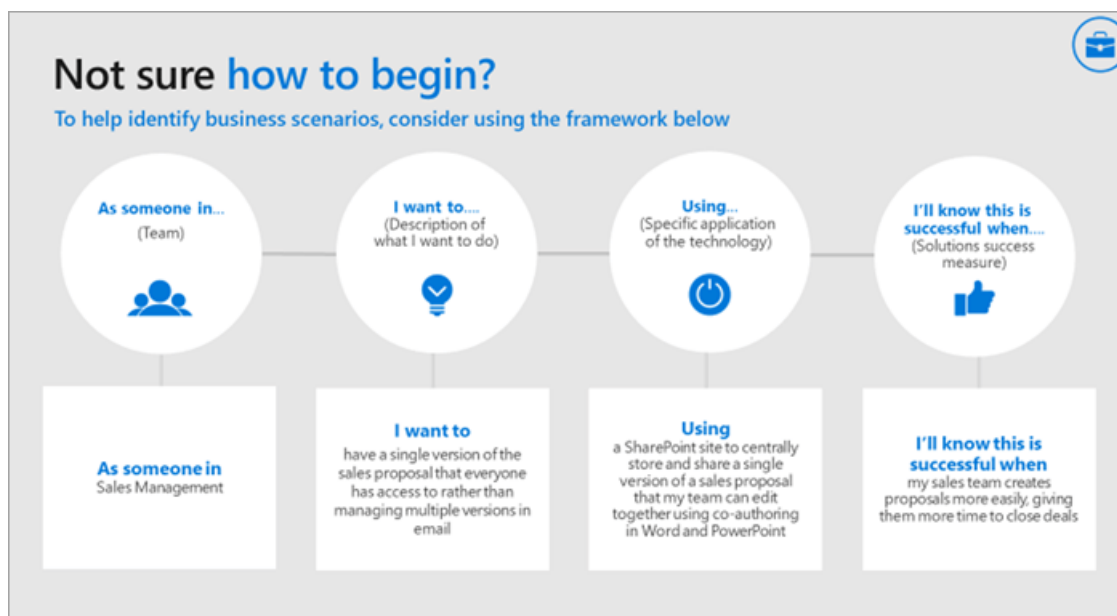 Not sure how to begin?
To help identify business scenarios, consider using the framework below
As someone in...
(Team)
I want to....
(Description of
what I want to do)
Using...
(Specific application
of the technology)
I'll know this is
successful when....
(Solutions success
measure)
As someone in
Sales Management
I want to
have a single version of the
sales proposal that everyone
has access to rather than
managing multiple versions in
email
Using
a SharePoint site to centrally
store and share a single
version of a sales proposal
that my team can edit
together using co-authoring
in Word and PowerPoint
I'll know this is
successful when
my sales team creates
proposals more easily, giving
them more time to close deals